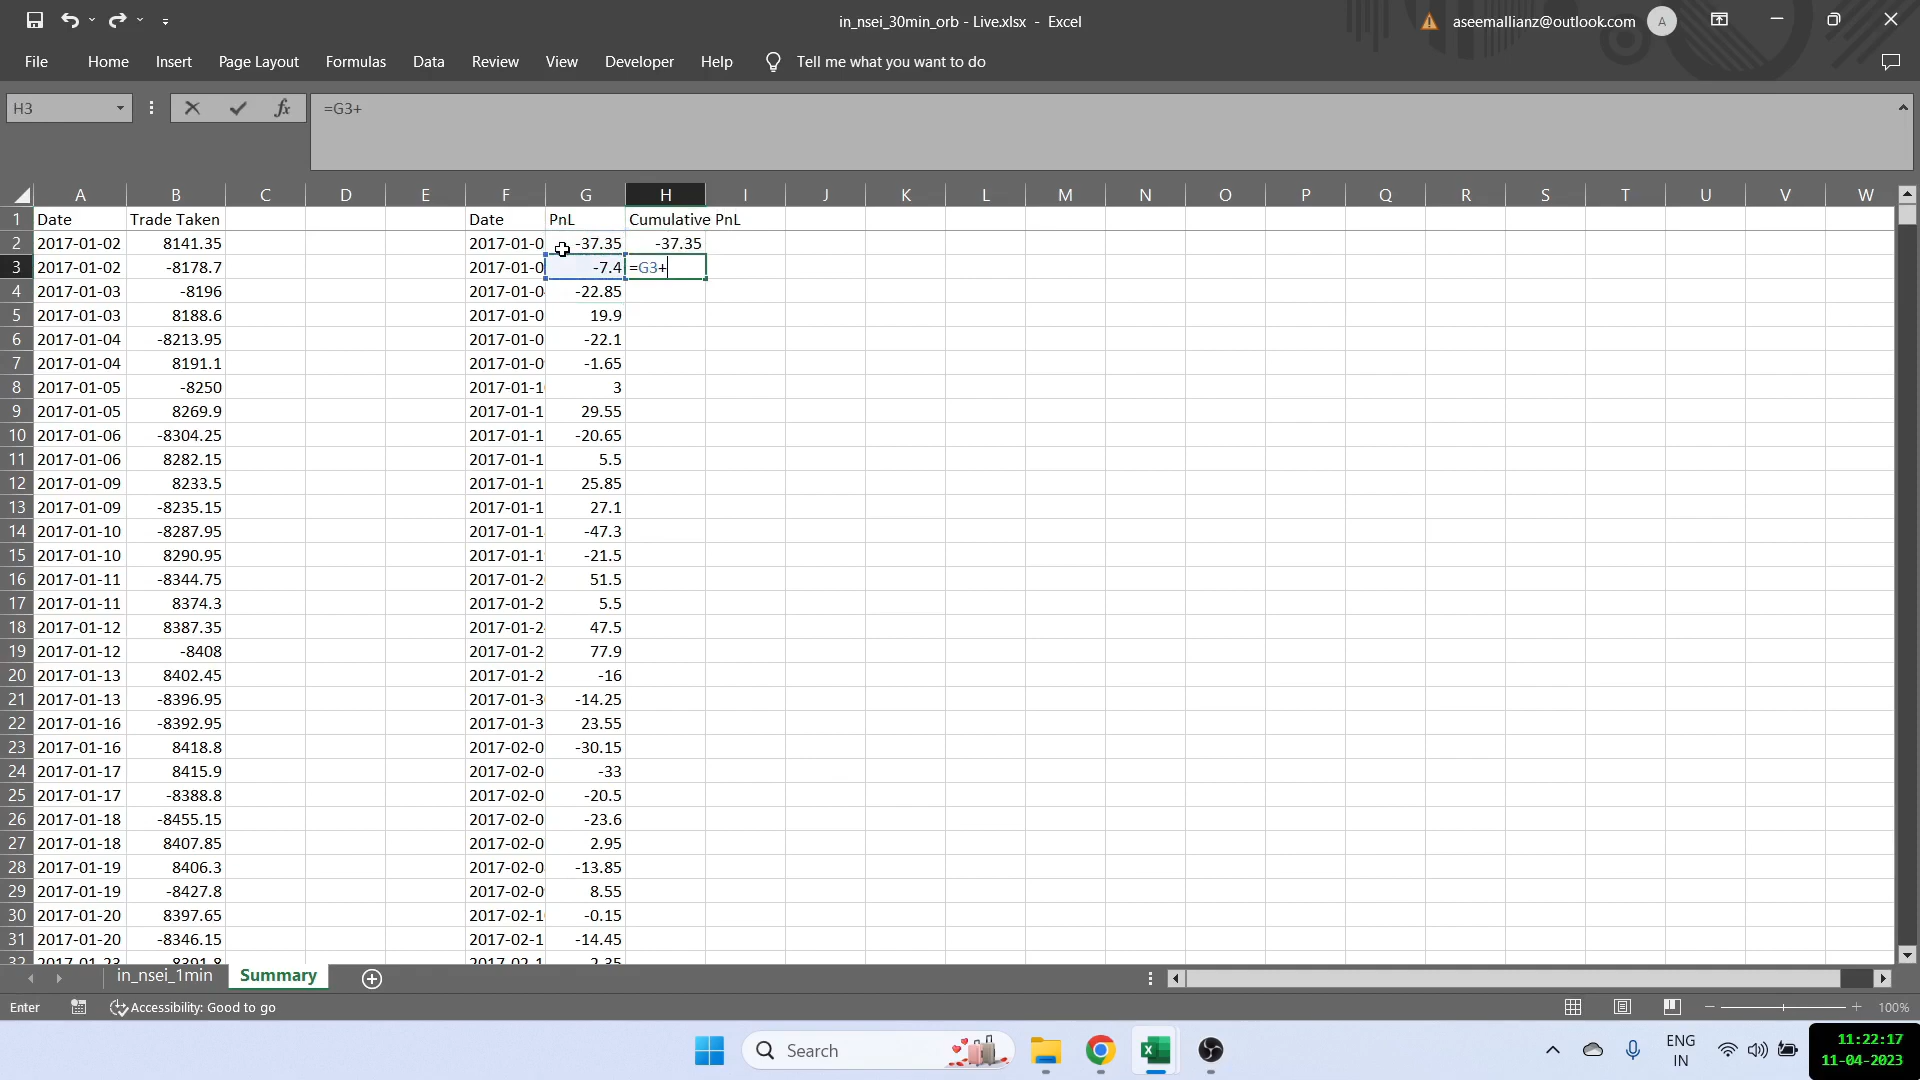 in_nsei_30min_orb - Live.xlsx - Excel
aseemallianz@outlook.com A
File Home Insert Page Layout Formulas Data Review View Developer Help Tell me what you want to do
H3 fx =G3+
A B C D E F G H I J K L M N O P Q R S T U V W
1 Date Trade Taken Date PnL Cumulative PnL
2 2017-01-02 8141.35 2017-01-0 -37.35 -37.35
3 2017-01-02 -8178.7 2017-01-0 -7.4 =G3+
4 2017-01-03 -8196 2017-01-0 -22.85
5 2017-01-03 8188.6 2017-01-0 19.9
6 2017-01-04 -8213.95 2017-01-0 -22.1
7 2017-01-04 8191.1 2017-01-0 -1.65
8 2017-01-05 -8250 2017-01-1 3
9 2017-01-05 8269.9 2017-01-1 29.55
10 2017-01-06 -8304.25 2017-01-1 -20.65
11 2017-01-06 8282.15 2017-01-1 5.5
12 2017-01-09 8233.5 2017-01-1 25.85
13 2017-01-09 -8235.15 2017-01-1 27.1
14 2017-01-10 -8287.95 2017-01-1 -47.3
15 2017-01-10 8290.95 2017-01-1 -21.5
16 2017-01-11 -8344.75 2017-01-2 51.5
17 2017-01-11 8374.3 2017-01-2 5.5
18 2017-01-12 8387.35 2017-01-2 47.5
19 2017-01-12 -8408 2017-01-2 77.9
20 2017-01-13 8402.45 2017-01-2 -16
21 2017-01-13 -8396.95 2017-01-3 -14.25
22 2017-01-16 -8392.95 2017-01-3 23.55
23 2017-01-16 8418.8 2017-02-0 -30.15
24 2017-01-17 8415.9 2017-02-0 -33
25 2017-01-17 -8388.8 2017-02-0 -20.5
26 2017-01-18 -8455.15 2017-02-0 -23.6
27 2017-01-18 8407.85 2017-02-0 2.95
28 2017-01-19 8406.3 2017-02-0 -13.85
29 2017-01-19 -8427.8 2017-02-0 8.55
30 2017-01-20 8397.65 2017-02-1 -0.15
31 2017-01-20 -8346.15 2017-02-1 -14.45
32 2017-01-23 8391.8 2017-02-1 2.35
in_nsei_1min Summary
Enter Accessibility: Good to go 100%
Search ENG 11:22:17
IN 11-04-2023